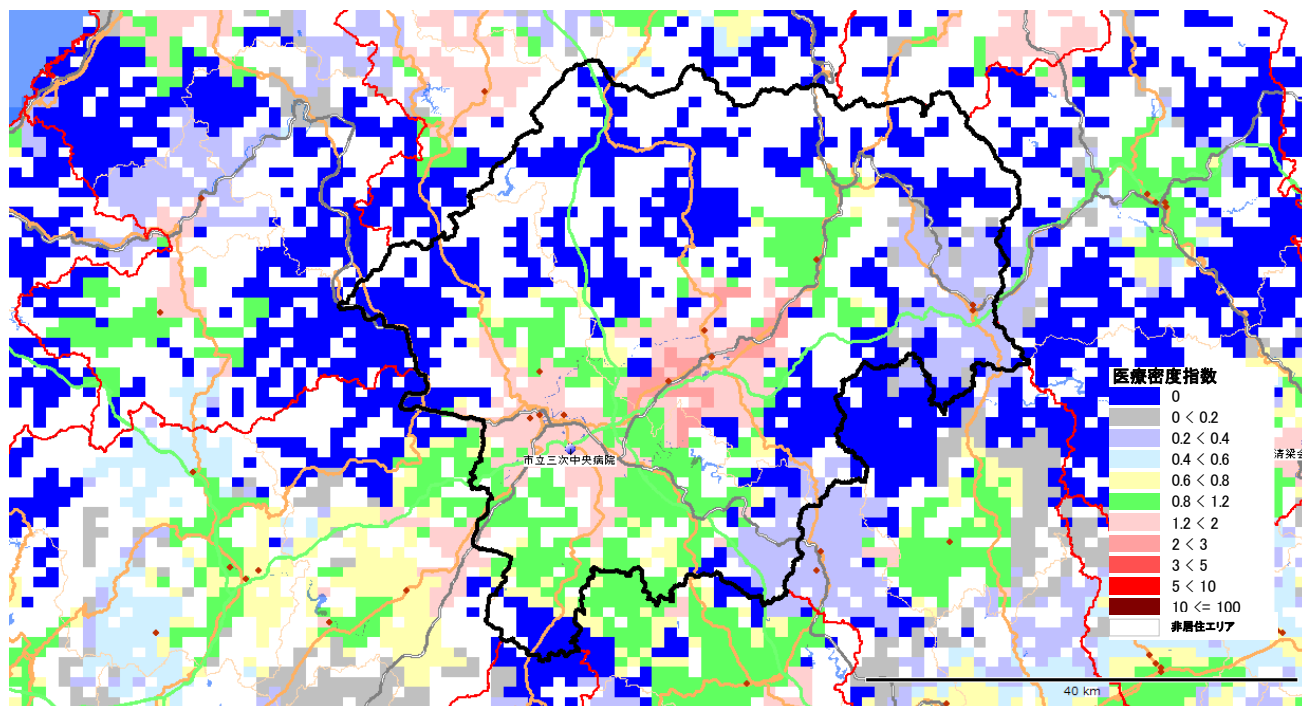 医療密度指数
0
0 < 0.2
0.2 < 0.4
0.4 < 0.6
0.6 < 0.8
0.8 < 1.2
1.2 < 2
2 < 3
3 < 5
5 < 10
10 <= 100
非居住エリア
市立三次中央病院
清梁会
40 km